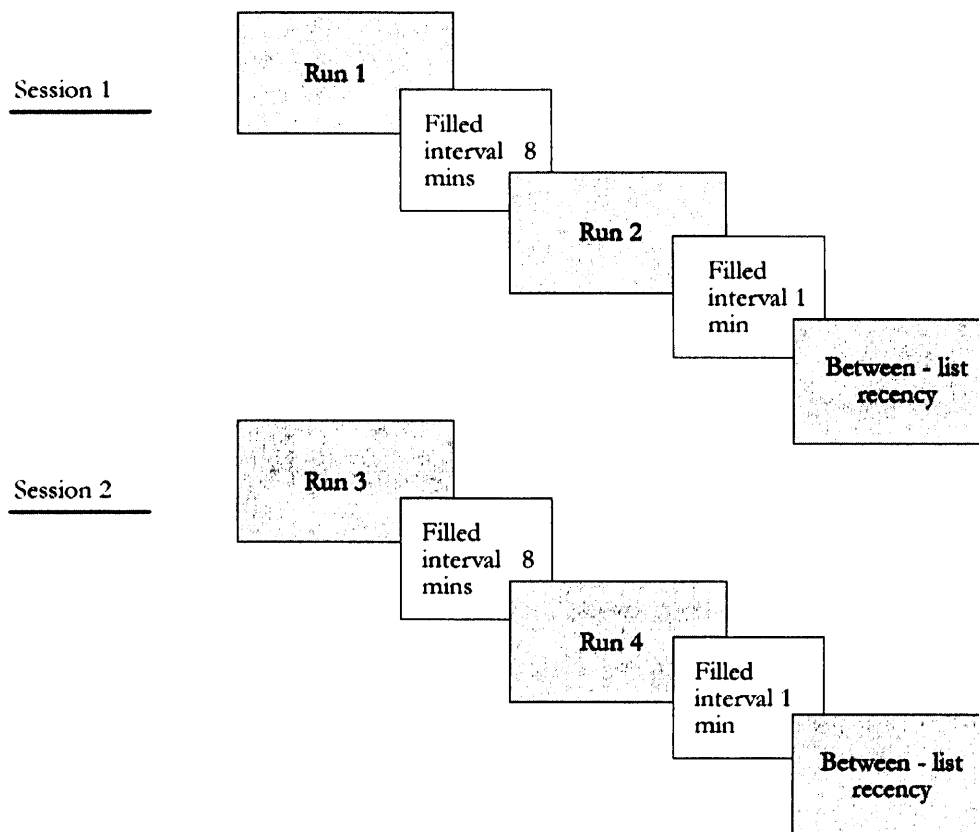 Session 1
Run 1
Filled
interval 8
mins
Run 2
Filled
interval 1
min
Between - list
recency
Session 2
Run 3
Filled
interval 8
mins
Run 4
Filled
interval 1
min
Between - list
recency